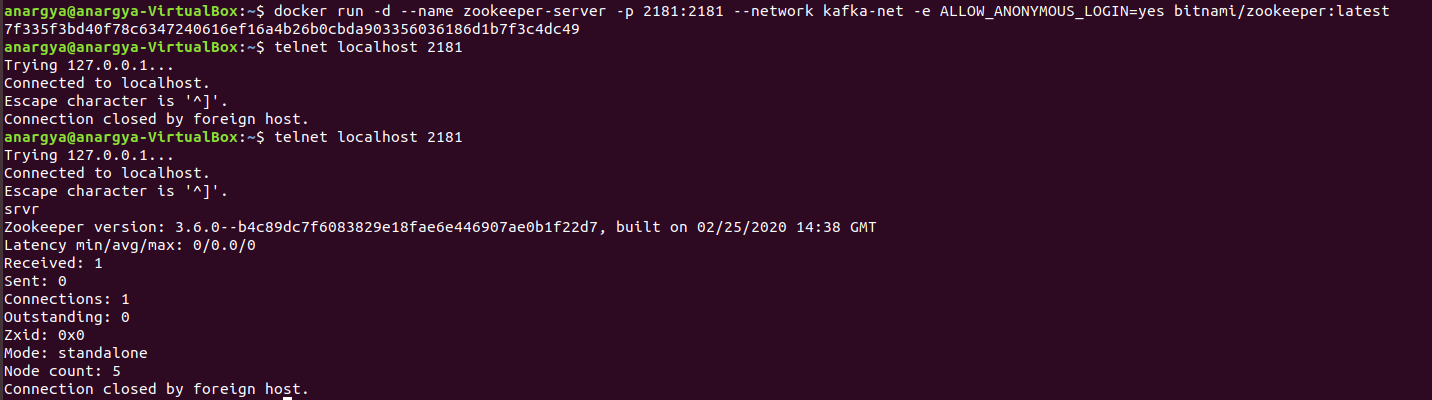 anargya@anargya-VirtualBox:~$ docker run -d --name zookeeper-server -p 2181:2181 --network kafka-net -e ALLOW_ANONYMOUS_LOGIN=yes bitnami/zookeeper:latest
7f335f3bd40f78c6347240616ef16a4b26b0cbda903356036186d1b7f3c4dc49
anargya@anargya-VirtualBox:~$ telnet localhost 2181
Trying 127.0.0.1...
Connected to localhost.
Escape character is '^]'.
Connection closed by foreign host.
anargya@anargya-VirtualBox:~$ telnet localhost 2181
Trying 127.0.0.1...
Connected to localhost.
Escape character is '^]'.
srvr
Zookeeper version: 3.6.0--b4c89dc7f6083829e18fae6e446907ae0b1f22d7, built on 02/25/2020 14:38 GMT
Latency min/avg/max: 0/0.0/0
Received: 1
Sent: 0
Connections: 1
Outstanding: 0
Zxid: 0x0
Mode: standalone
Node count: 5
Connection closed by foreign host.